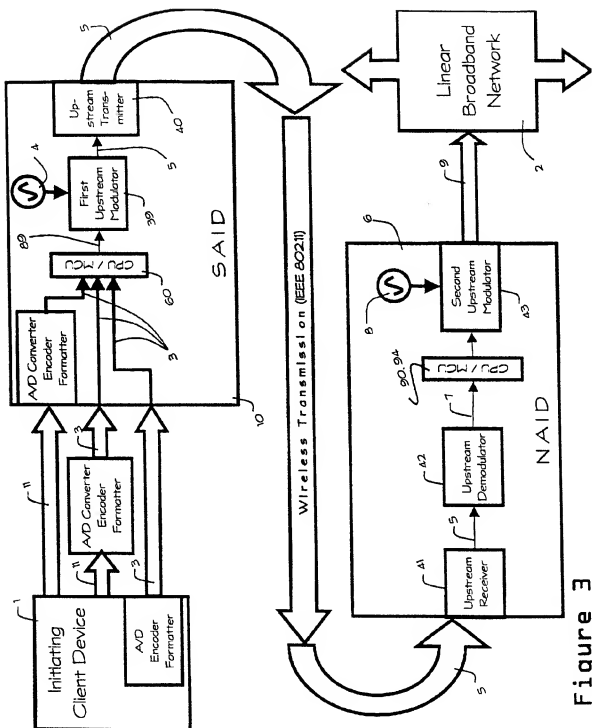 1
Initiating
Client Device
A/D
Encoder
Formatter
11
11
3
A/D Converter
Encoder
Formatter
3
A/D Converter
Encoder
Formatter
3
CPU/MCU
60
89
4
First
Upstream
Modulator
39
5
Up-
stream
Trans-
mitter
40
SAID
10
5
Wireless Transmission (IEEE 802.11)
5
41
Upstream
Receiver
5
42
Upstream
Demodulator
7
90,94
CPU/MCU
8
Second
Upstream
Modulator
43
6
NAID
9
Linear
Broadband
Network
2
Figure 3